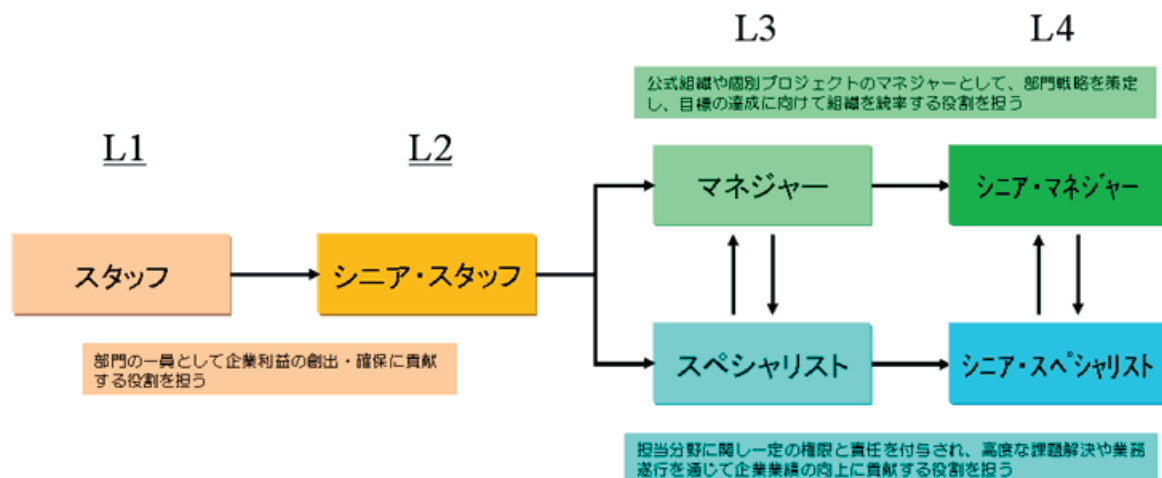 L3
L4
公式組織や個別プロジェクトのマネジャーとして、部門戦略を策定
し、目標の達成に向けて組織を統率する役割を担う
L1
L2
マネジャー
シニア・マネジャー
スタッフ
シニア・スタッフ
部門の一員として企業利益の創出・確保に貢献
する役割を担う
スペシャリスト
シニア・スペシャリスト
担当分野に関し一定の権限と責任を付与され、高度な課題解決や業務
遂行を通じて企業業績の向上に貢献する役割を担う